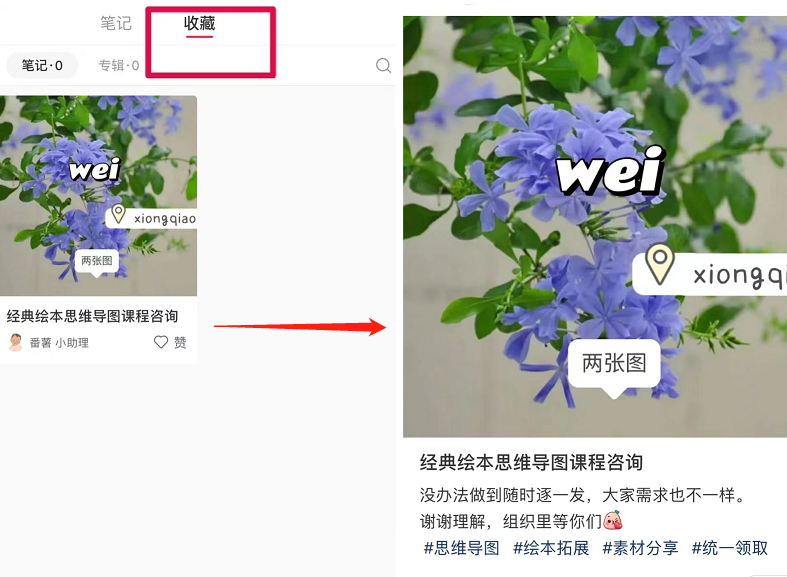 笔记
收藏
笔记·0
专辑·0
wei
xiongqiao
两张图
经典绘本思维导图课程咨询
番薯 小助理
赞
wei
xiongqi
两张图
经典绘本思维导图课程咨询
没办法做到随时逐一发，大家需求也不一样。
谢谢理解，组织里等你们
#思维导图 #绘本拓展 #素材分享 #统一领取